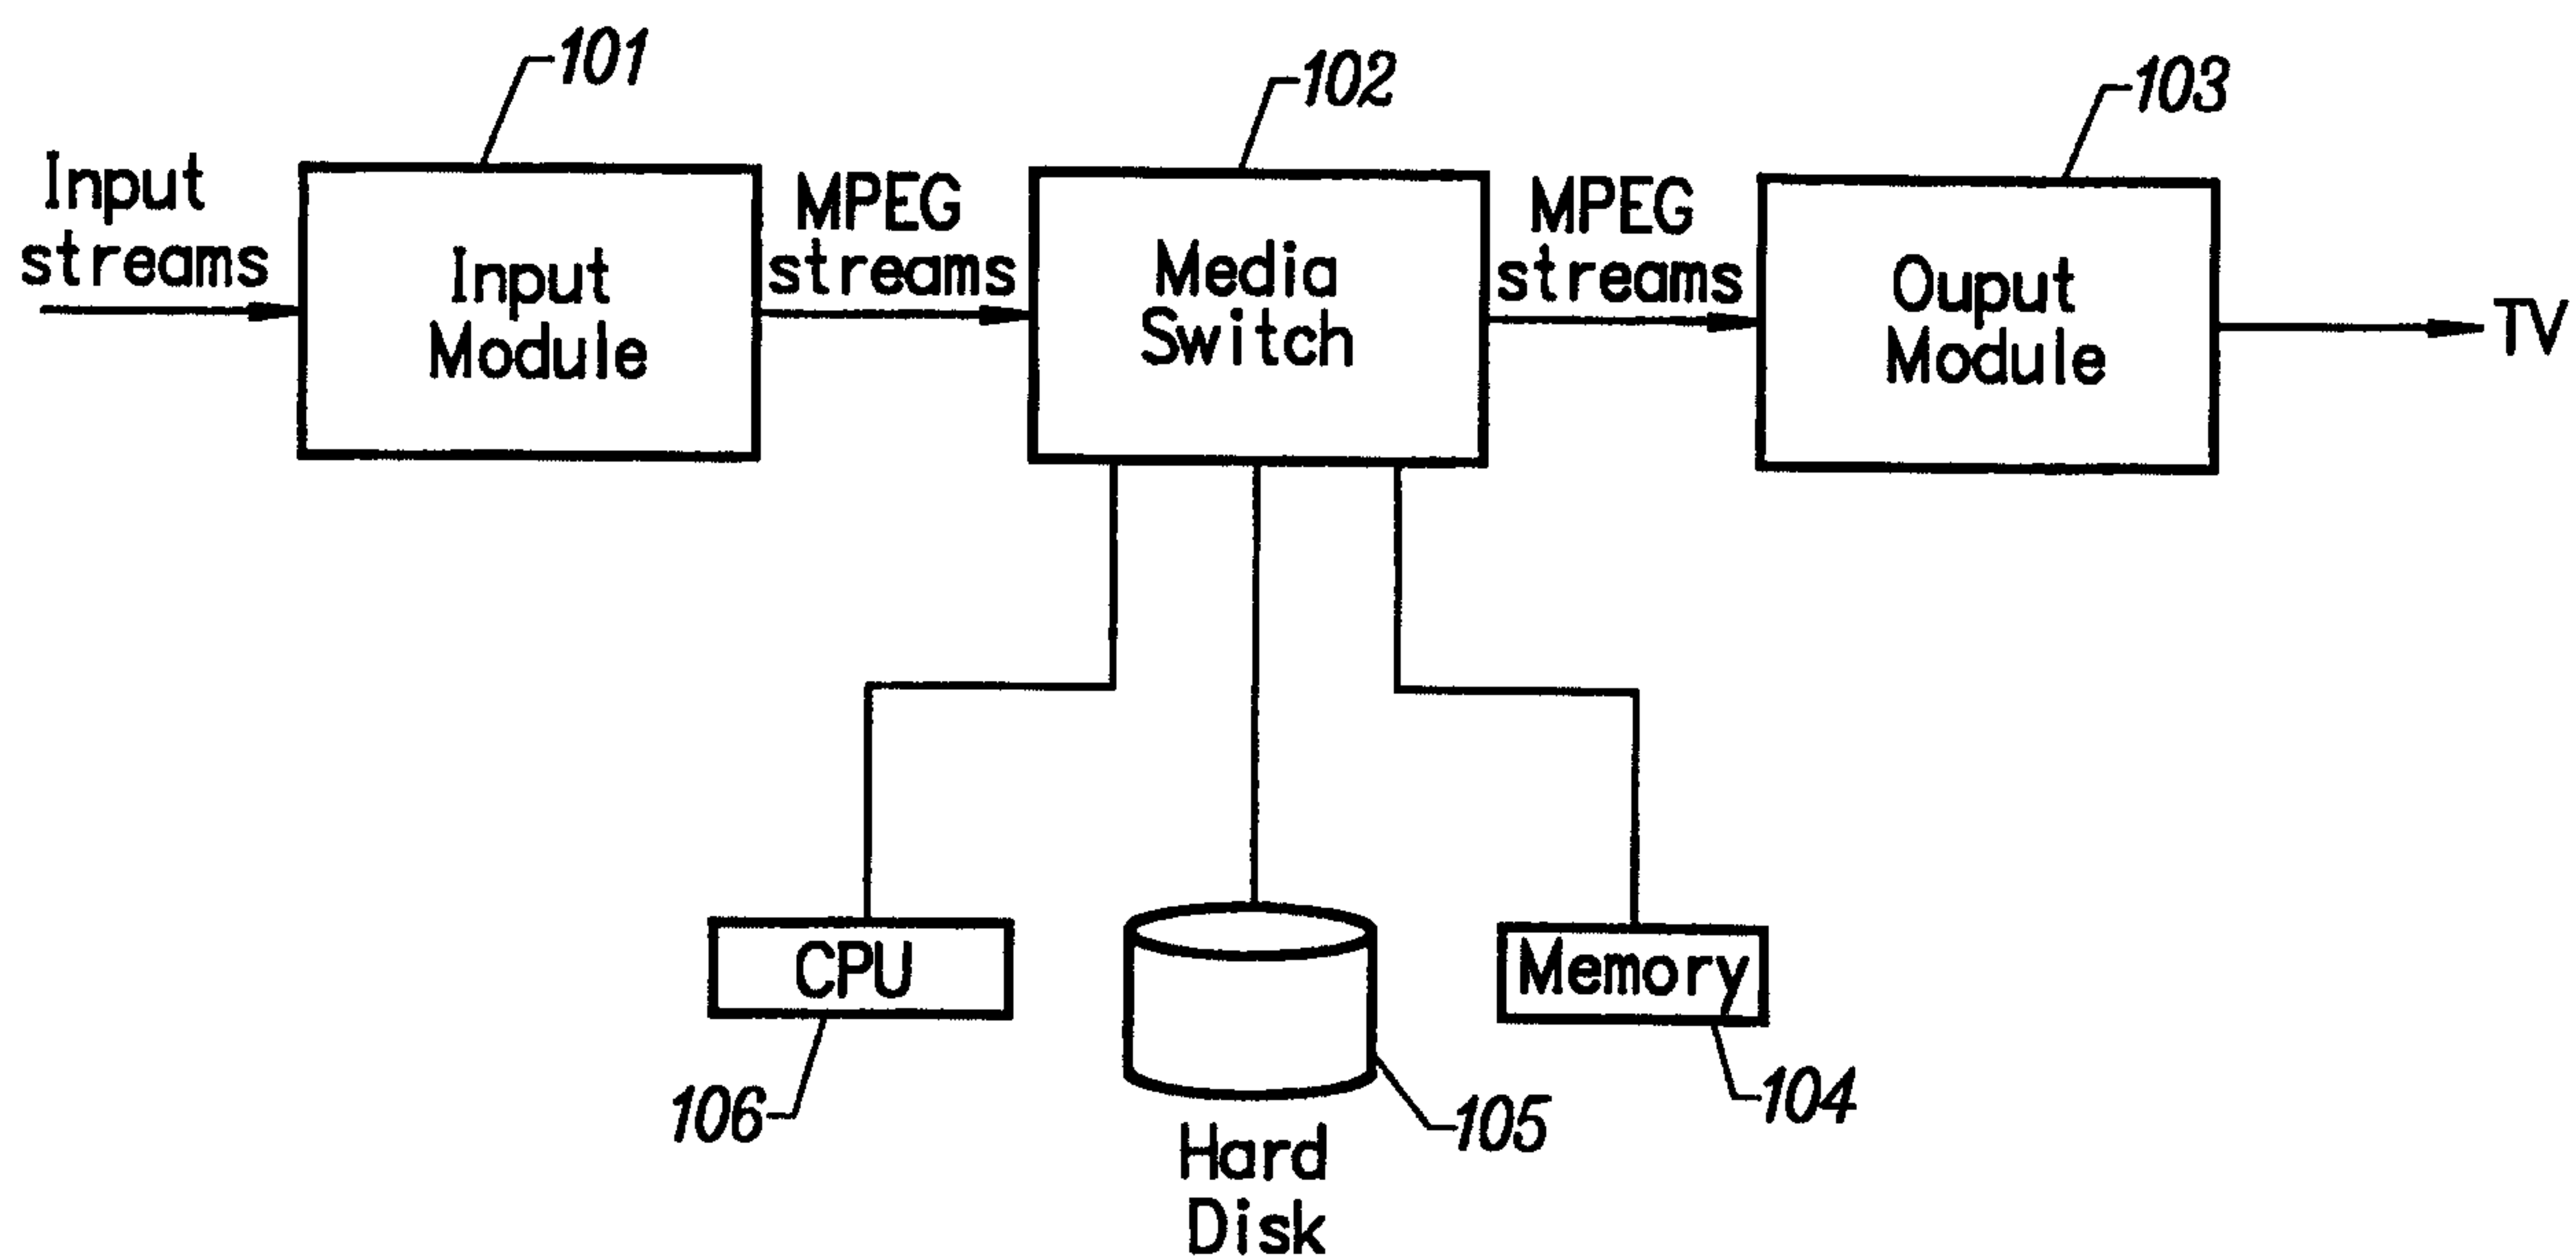 101
102
103
Input
streams
Input
Module
MPEG
streams
Media
Switch
MPEG
streams
Ouput
Module
TV
CPU
Memory
106
105
104
Hard
Disk